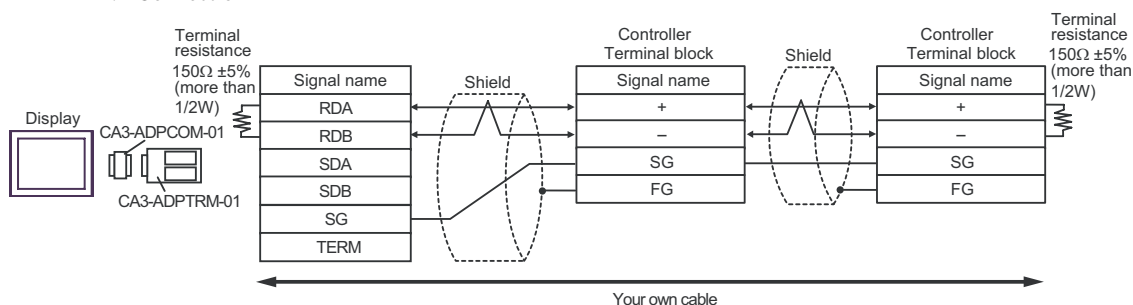 Terminal
resistance
150Ω ±5%
(more than
1/2W)
Display
CA3-ADPCOM-01
CA3-ADPTRM-01
Signal name
RDA
RDB
SDA
SDB
SG
TERM
Shield
Controller
Terminal block
Signal name
+
–
SG
FG
Shield
Controller
Terminal block
Signal name
+
–
SG
FG
Terminal
resistance
150Ω ±5%
(more than
1/2W)
Your own cable